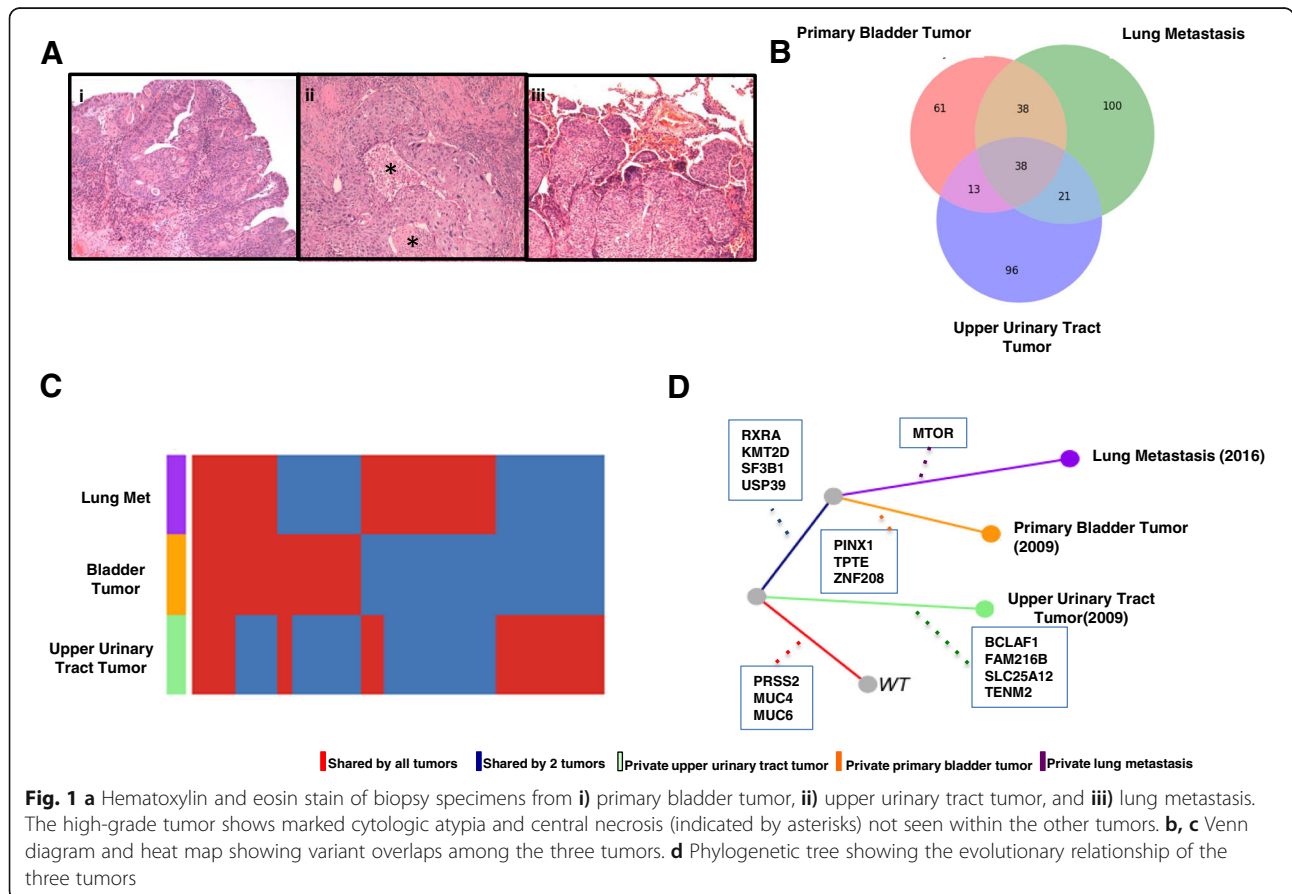 A
i
ii
iii
*
*
B
Primary Bladder Tumor
Lung Metastasis
61
38
100
38
13
21
96
Upper Urinary Tract
Tumor
C
Lung Met
Bladder
Tumor
Upper Urinary
Tract Tumor
D
RXRA
KMT2D
SF3B1
USP39
MTOR
Lung Metastasis (2016)
PINX1
TPTE
ZNF208
Primary Bladder Tumor
(2009)
Upper Urinary Tract
Tumor(2009)
BCLAF1
FAM216B
SLC25A12
TENM2
PRSS2
MUC4
MUC6
WT
Shared by all tumors Shared by 2 tumors Private upper urinary tract tumor Private primary bladder tumor Private lung metastasis
Fig. 1 a Hematoxylin and eosin stain of biopsy specimens from i) primary bladder tumor, ii) upper urinary tract tumor, and iii) lung metastasis.
The high-grade tumor shows marked cytologic atypia and central necrosis (indicated by asterisks) not seen within the other tumors. b, c Venn
diagram and heat map showing variant overlaps among the three tumors. d Phylogenetic tree showing the evolutionary relationship of the
three tumors